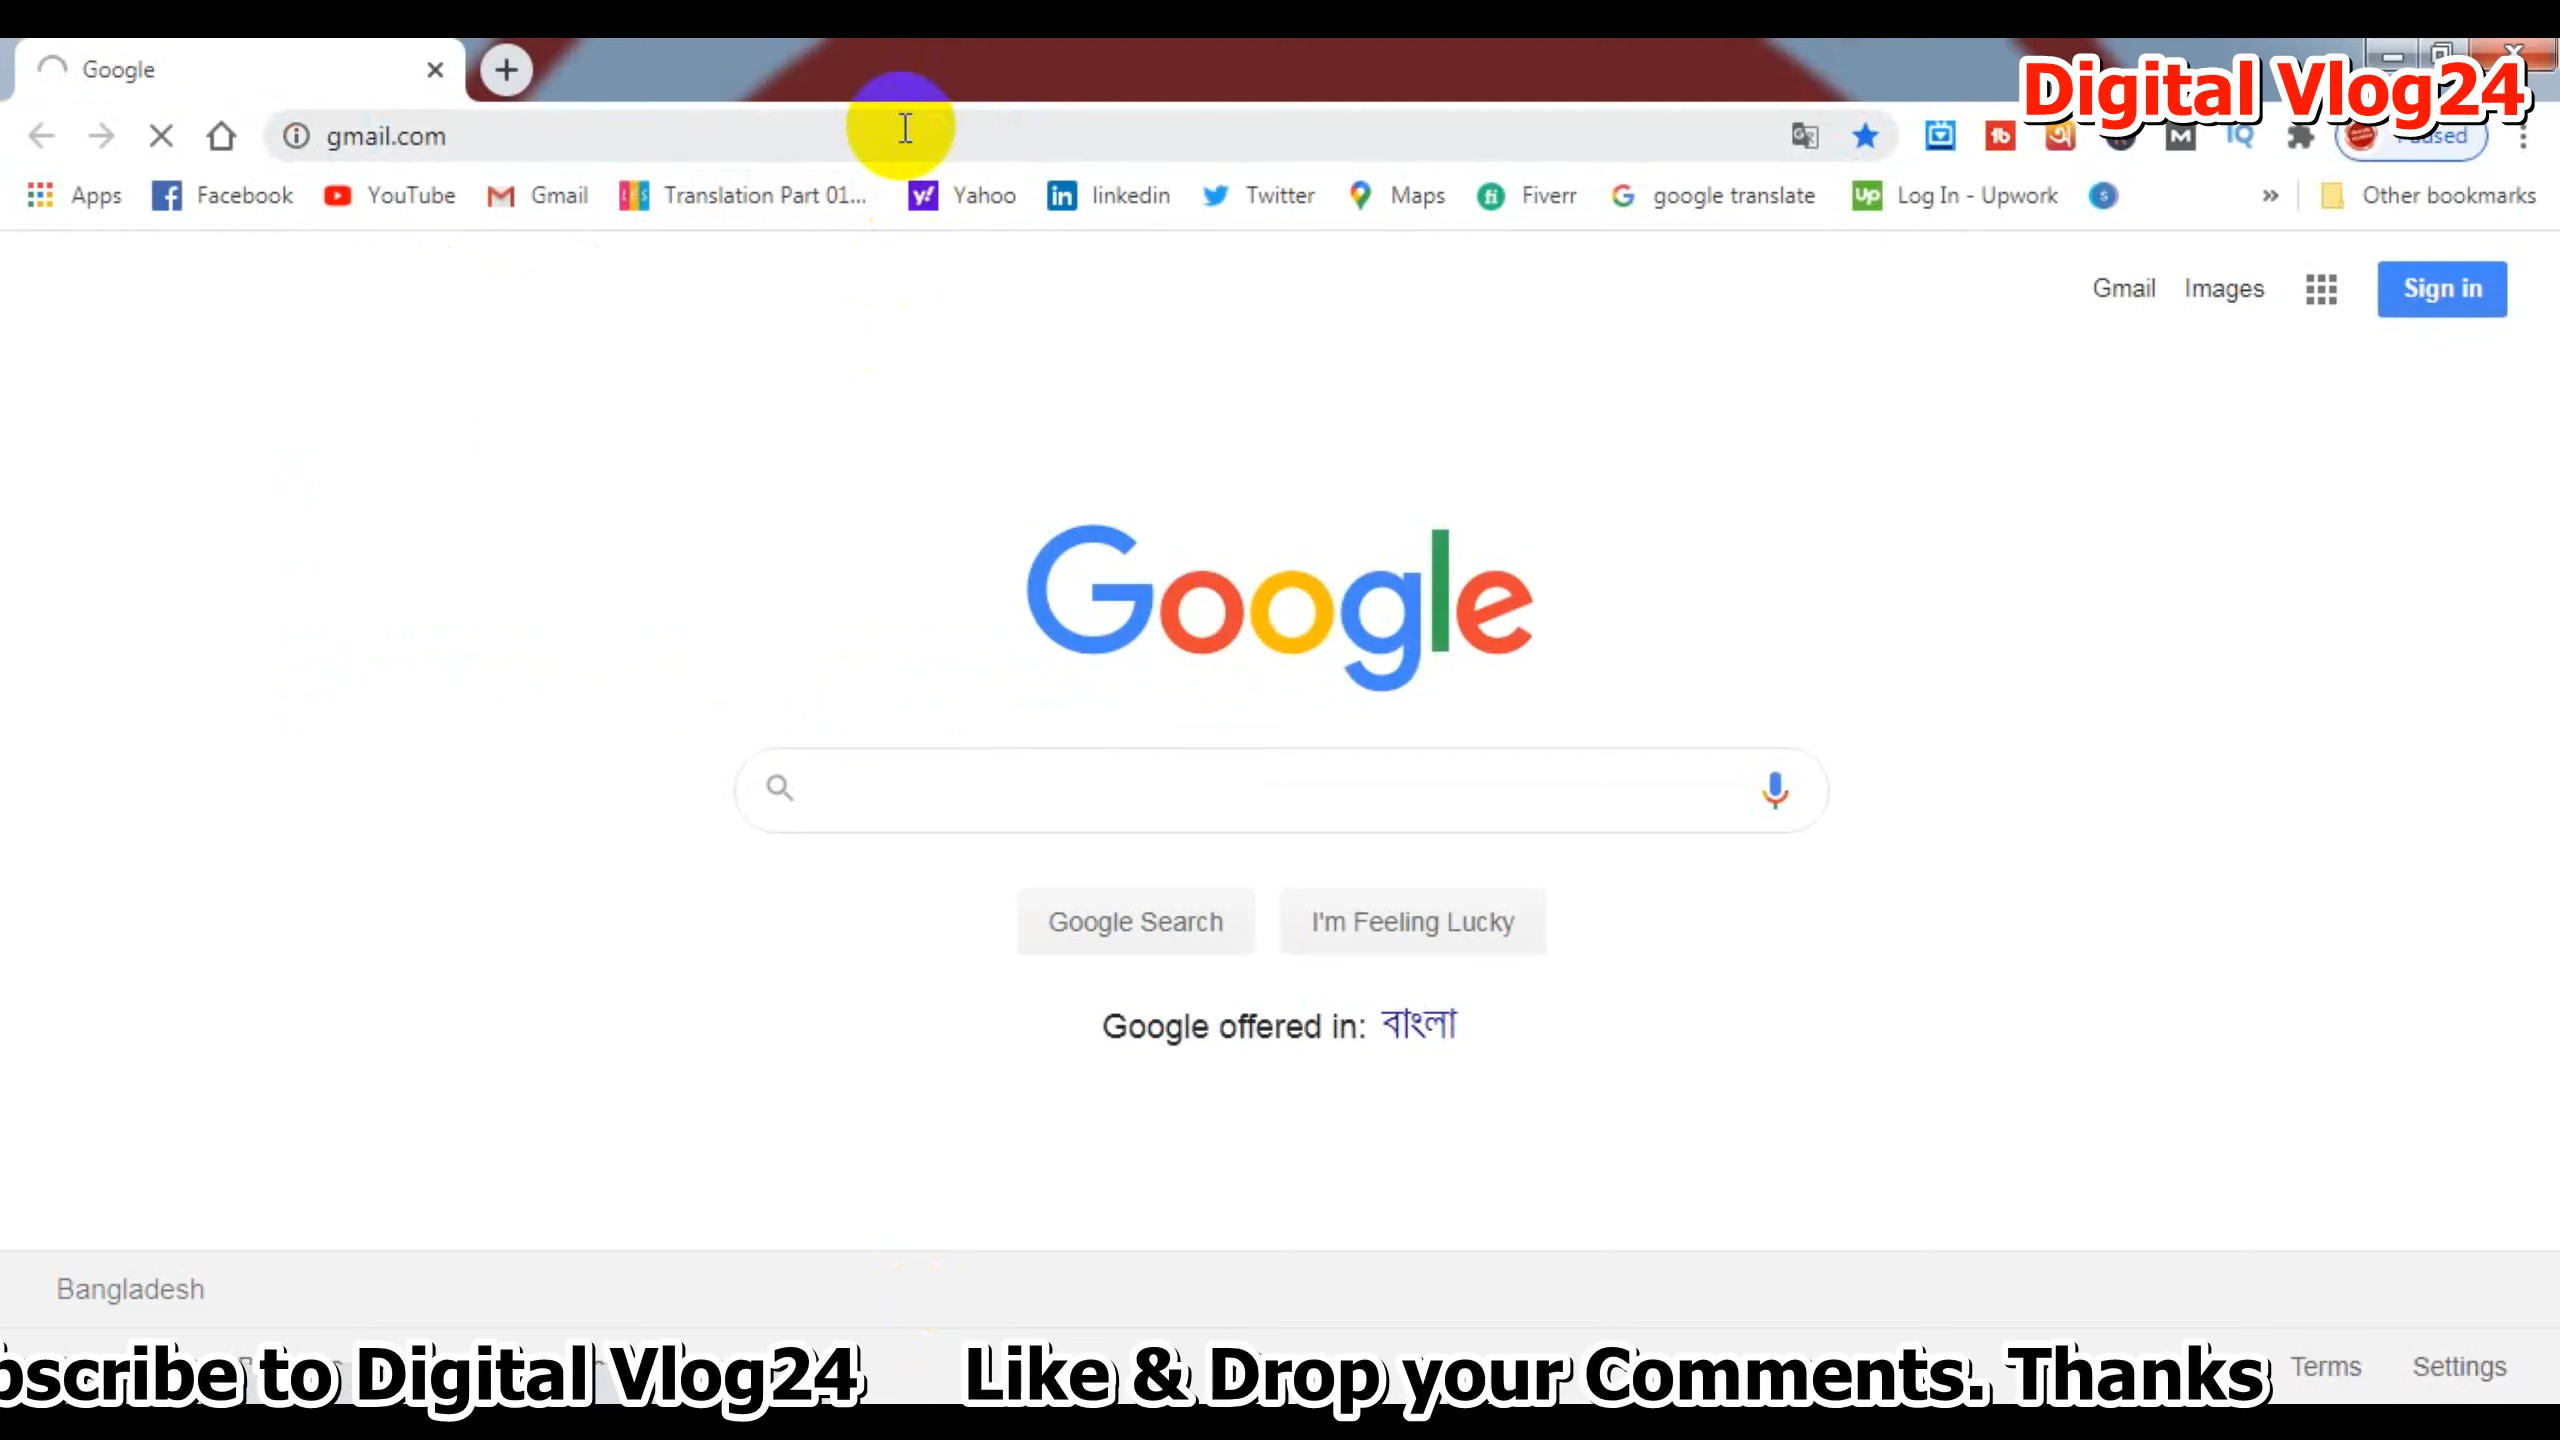 Google
Digital Vlog24
gmail.com
Paused
Apps Facebook YouTube Gmail Translation Part 01... Yahoo linkedin Twitter Maps Fiverr google translate Log In - Upwork » Other bookmarks
Gmail Images Sign in
Google
Google Search I'm Feeling Lucky
Google offered in: বাংলা
Bangladesh
bscribe to Digital Vlog24 Like & Drop your Comments. Thanks
Terms Settings